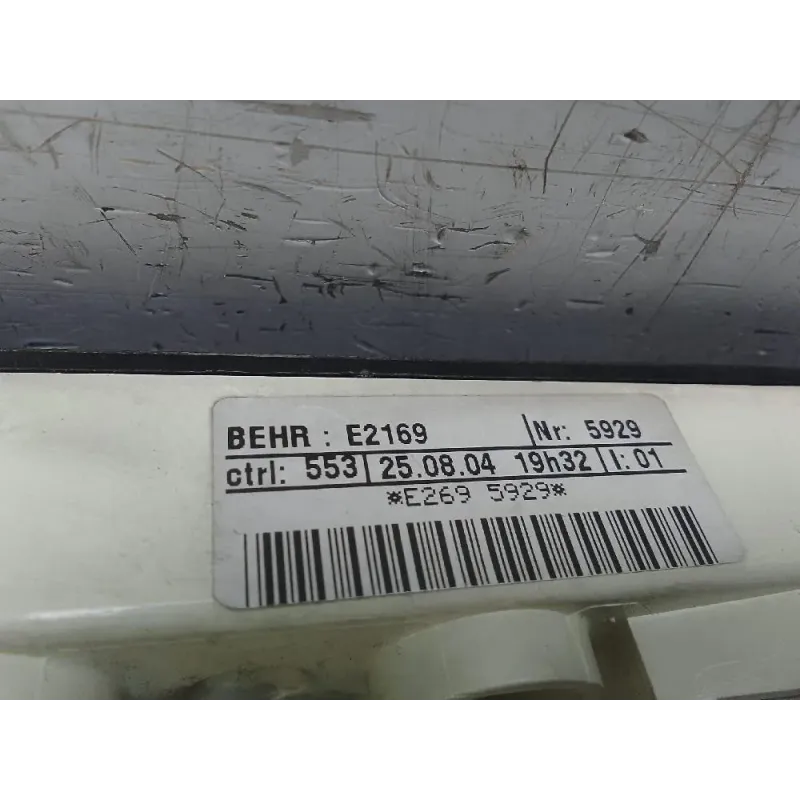 BEHR : E2169 Nr: 5929
ctrl: 553 25.08.04 19h32 I: 01
*E269 5929*